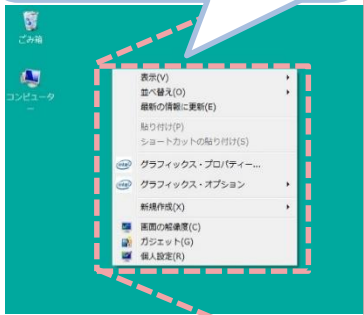 ごみ箱
コンピューター
表示(V)
並べ替え(O)
最新の情報に更新(E)
貼り付け(P)
ショートカットの貼り付け(S)
グラフィックス・プロパティー...
グラフィックス・オプション
新規作成(X)
画面の解像度(C)
ガジェット(G)
個人設定(R)